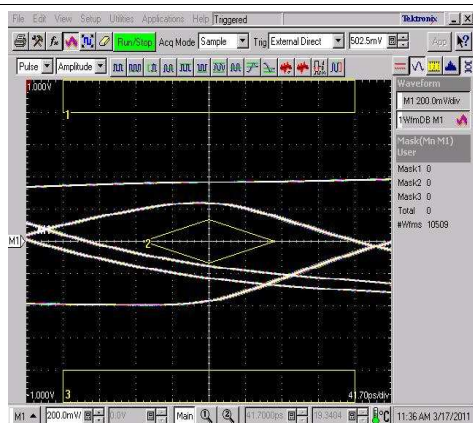 File Edit View Setup Utilities Applications Help Triggered
Tektronix
Run/Stop Acq Mode Sample Trig External Direct 502.5mV App
Pulse Amplitude
1.000V
1
Waveform
M1 200.0mV/div
1WfmDB M1
Mask(Mn M1)
User
Mask1 0
Mask2 0
Mask3 0
Total 0
#Wfms 10509
M1
2
3
-1.000V
41.70ps/div
M1 200.0mV 0.0V Main 41.7000ps 19.3404 °C 11:36 AM 3/17/2011